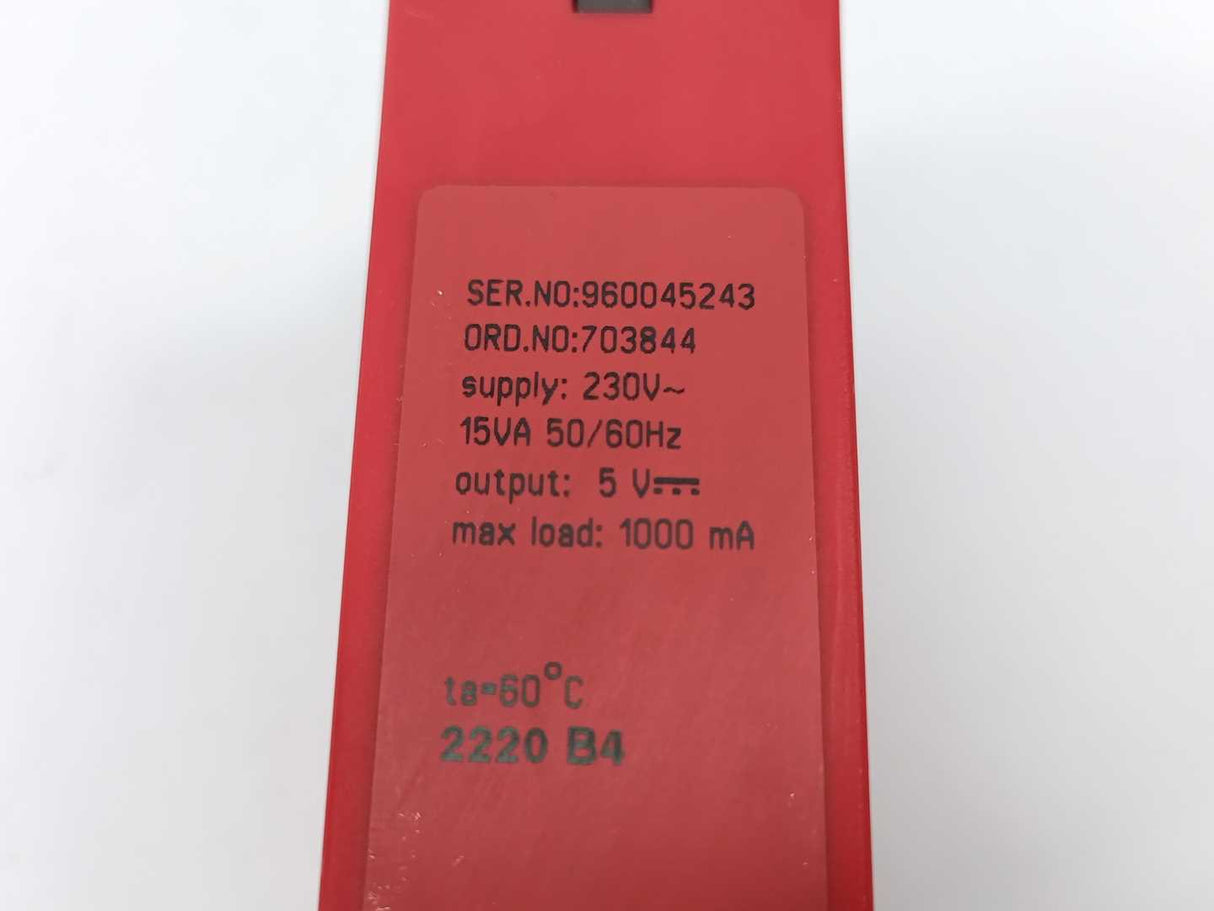 SER.NO:960045243
ORD.NO:703844
supply: 230V~
15VA 50/60Hz
output: 5 V⎓
max load: 1000 mA
ta=60°C
2220 B4